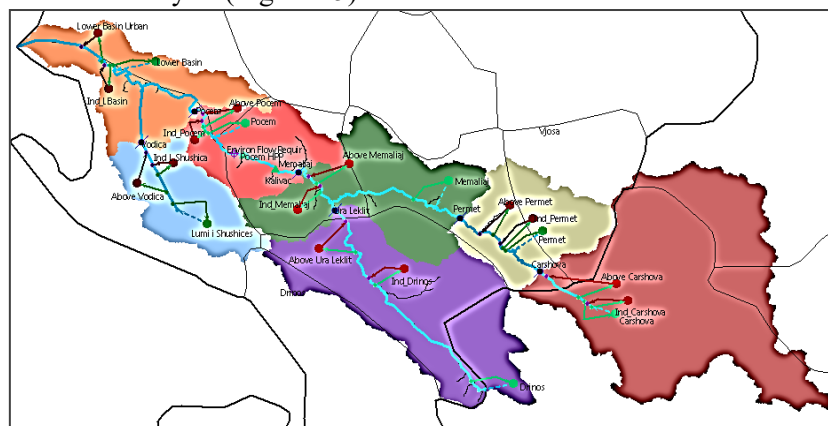 Lower Basin Urban
Lower Basin
Ind_l.Basin
Above Pocem
Pocem
Pocem
Ind_Pocem
Vodica
Environ Flow Requir
Pocem HPP
Memaliaj
Vjosa
Ind_l.Shushica
Kalivac
Above Memaliaj
Memaliaj
Above Vodica
Ind_Memaliaj
Ura Leklit
Permet
Above Permet
Ind_Permet
Permet
Lumi i Shushices
Above Ura Leklit
Carshova
Above Carshova
Drinos
Ind_Drinos
Ind_Carshova
Carshova
Drinos